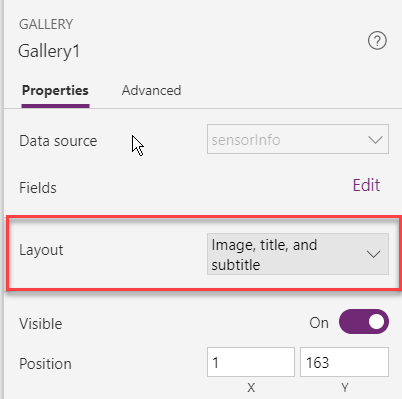 GALLERY
Gallery1
?
Properties Advanced
Data source sensorInfo
Fields Edit
Layout Image, title, and
subtitle
Visible On
Position 1 163
X Y